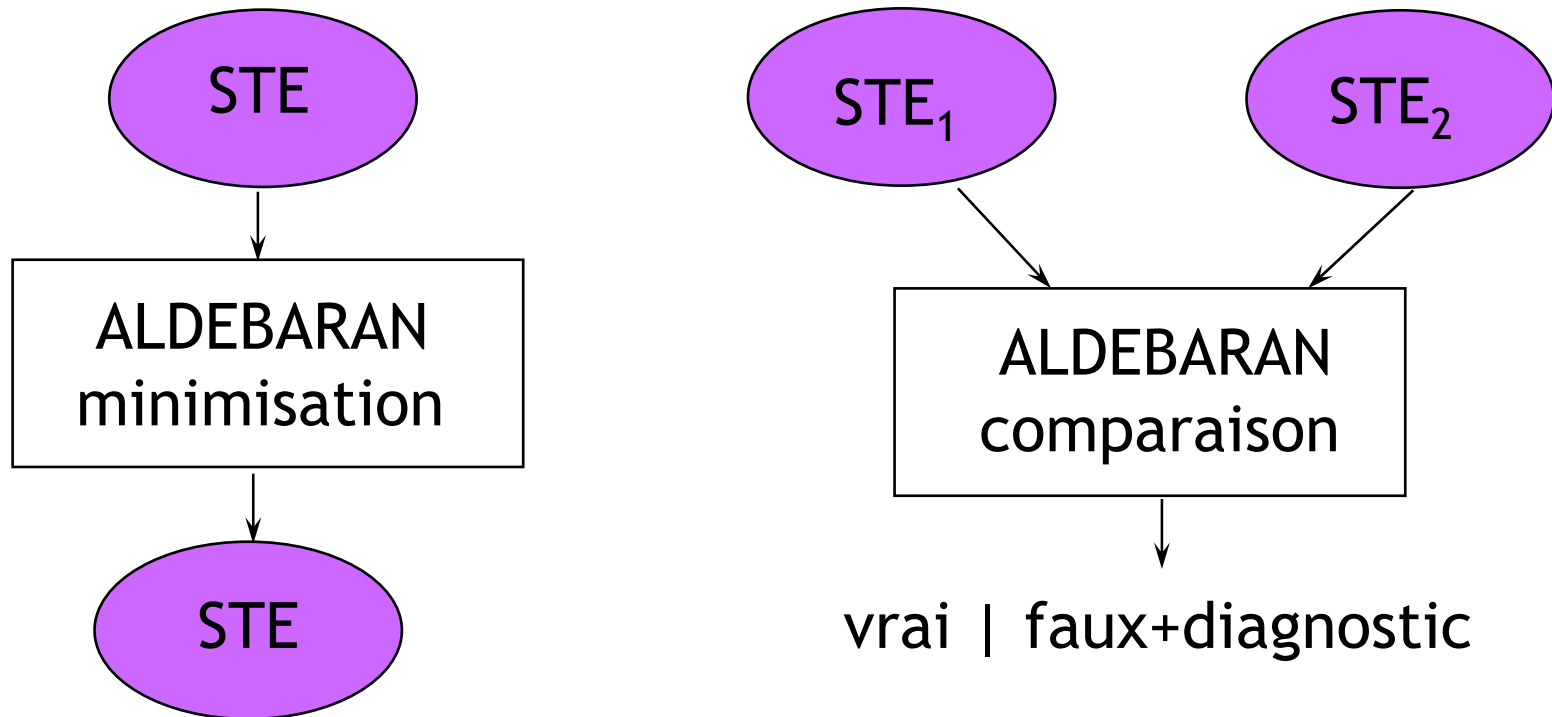 STE
ALDEBARAN
minimisation
STE
STE₁
STE₂
ALDEBARAN
comparaison
vrai | faux+diagnostic